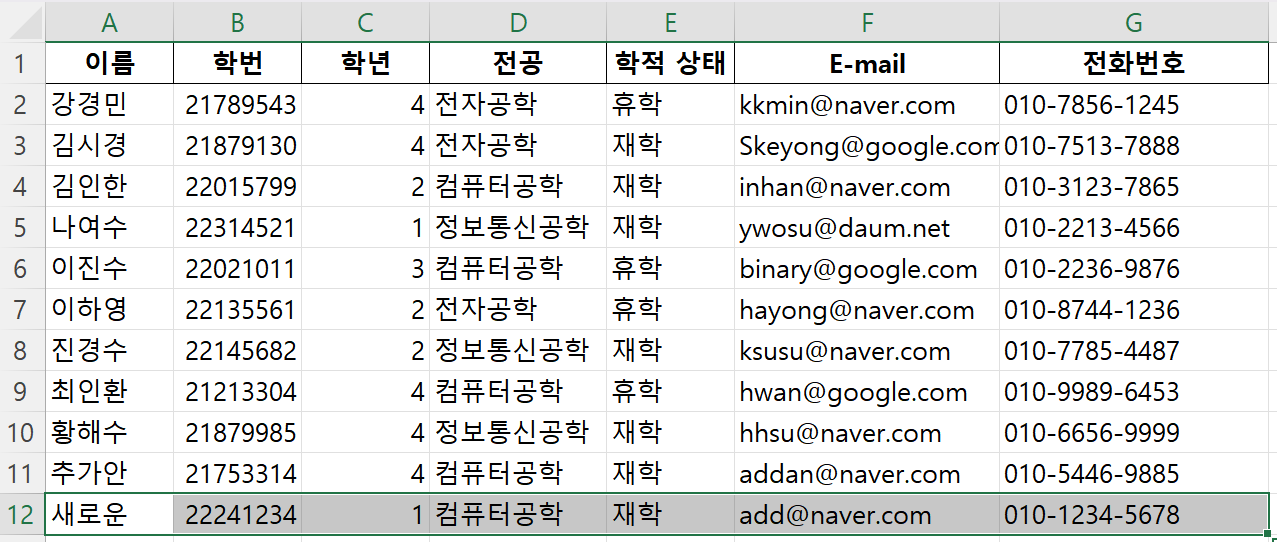 A B C D E F G
1 이름 학번 학년 전공 학적 상태 E-mail 전화번호
2 강경민 21789543 4 전자공학 휴학 kkmin@naver.com 010-7856-1245
3 김시경 21879130 4 전자공학 재학 Skeyong@google.com 010-7513-7888
4 김인한 22015799 2 컴퓨터공학 재학 inhan@naver.com 010-3123-7865
5 나여수 22314521 1 정보통신공학 재학 ywosu@daum.net 010-2213-4566
6 이진수 22021011 3 컴퓨터공학 휴학 binary@google.com 010-2236-9876
7 이하영 22135561 2 전자공학 휴학 hayong@naver.com 010-8744-1236
8 진경수 22145682 2 정보통신공학 재학 ksusu@naver.com 010-7785-4487
9 최인환 21213304 4 컴퓨터공학 휴학 hwan@google.com 010-9989-6453
10 황해수 21879985 4 정보통신공학 재학 hhsu@naver.com 010-6656-9999
11 추가안 21753314 4 컴퓨터공학 재학 addan@naver.com 010-5446-9885
12 새로운 22241234 1 컴퓨터공학 재학 add@naver.com 010-1234-5678